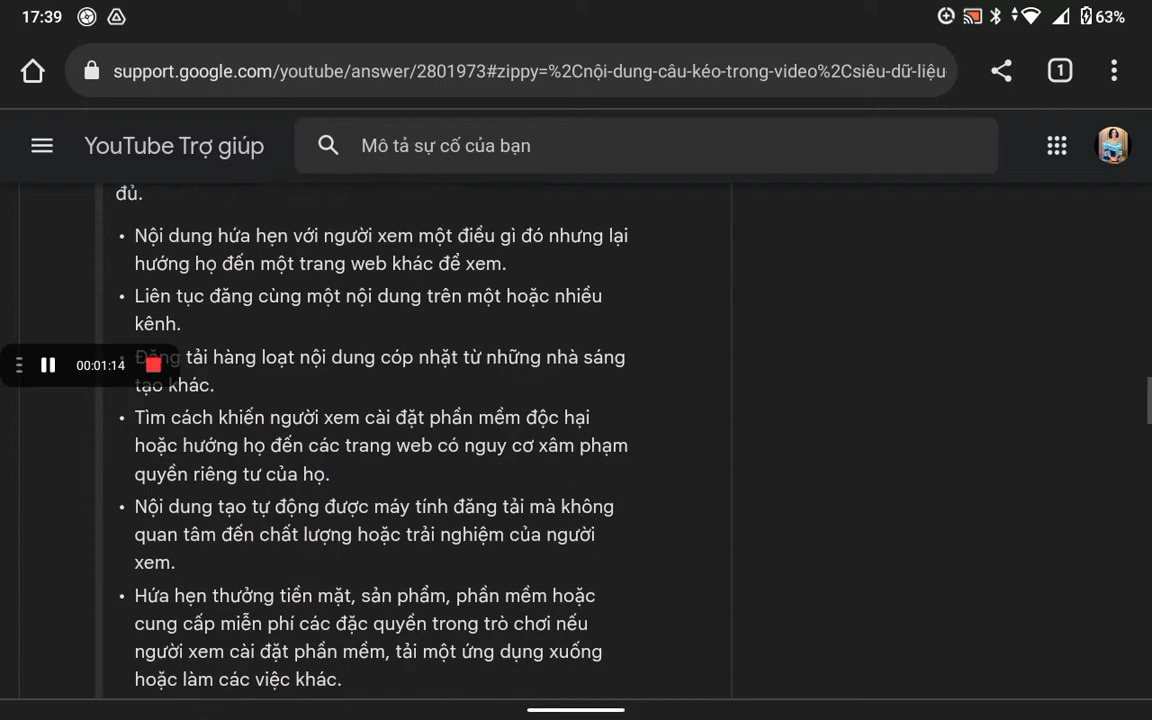 17:39
63%
support.google.com/youtube/answer/2801973#zippy=%2Cnội-dung-câu-kéo-trong-video%2Csiêu-dữ-liệu-
1
YouTube Trợ giúp
Mô tả sự cố của bạn
đủ.
• Nội dung hứa hẹn với người xem một điều gì đó nhưng lại
hướng họ đến một trang web khác để xem.
• Liên tục đăng cùng một nội dung trên một hoặc nhiều
kênh.
• Đăng tải hàng loạt nội dung cóp nhặt từ những nhà sáng
00:01:14
tạo khác.
• Tìm cách khiến người xem cài đặt phần mềm độc hại
hoặc hướng họ đến các trang web có nguy cơ xâm phạm
quyền riêng tư của họ.
• Nội dung tạo tự động được máy tính đăng tải mà không
quan tâm đến chất lượng hoặc trải nghiệm của người
xem.
• Hứa hẹn thưởng tiền mặt, sản phẩm, phần mềm hoặc
cung cấp miễn phí các đặc quyền trong trò chơi nếu
người xem cài đặt phần mềm, tải một ứng dụng xuống
hoặc làm các việc khác.